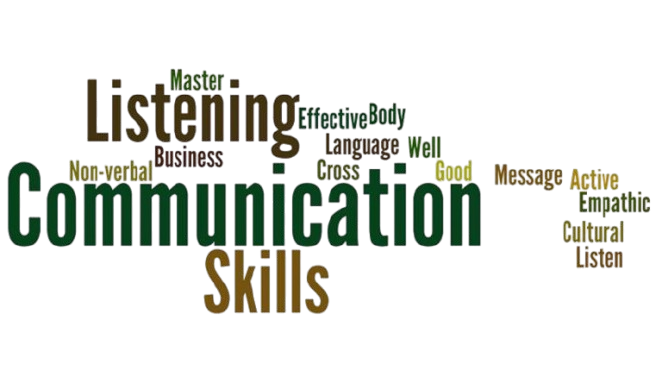 Master
Listening
Effective Body
Language Well
Non-verbal Business
Cross Good
Message Active
Communication
Empathic
Cultural
Listen
Skills